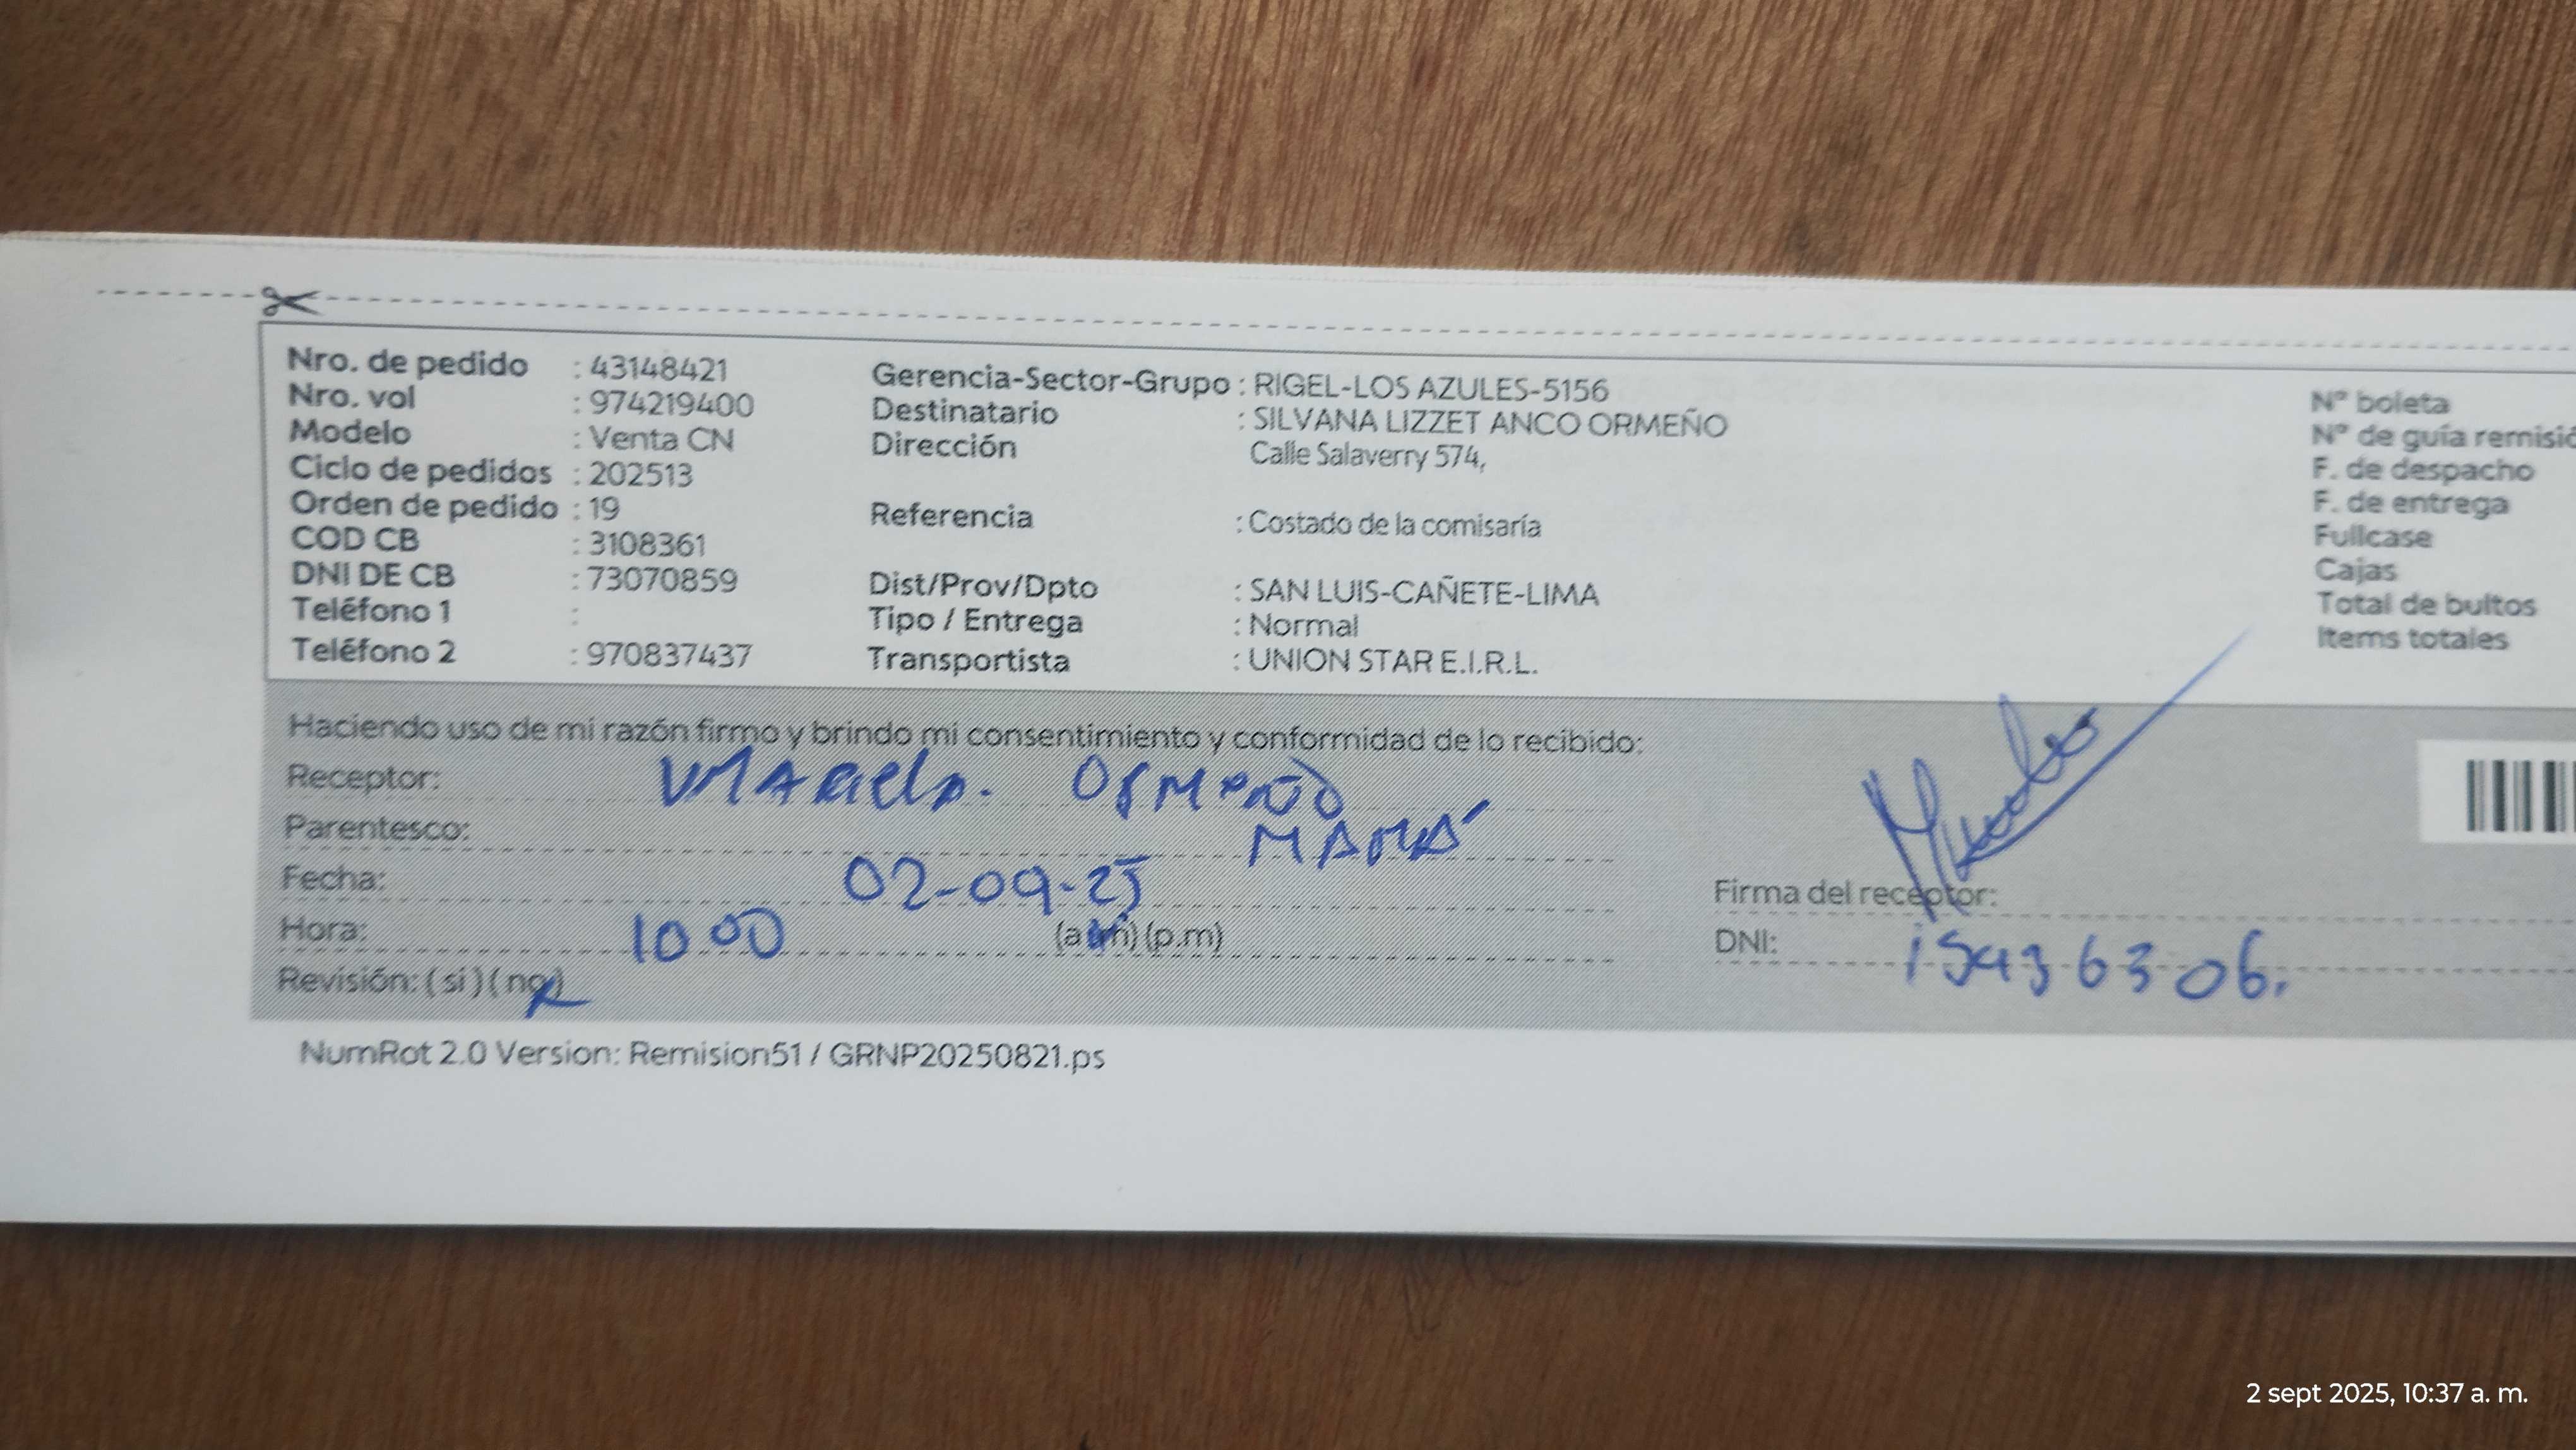 Nro. de pedido : 43148421
Nro. vol : 974219400
Modelo : Venta CN
Ciclo de pedidos : 202513
Orden de pedido : 19
COD CB : 3108361
DNI DE CB : 73070859
Teléfono 1 :
Teléfono 2 : 970837437
Gerencia-Sector-Grupo : RIGEL-LOS AZULES-5156
Destinatario : SILVANA LIZZET ANCO ORMEÑO
Dirección Calle Salaverry 574,
Referencia : Costado de la comisaría
Dist/Prov/Dpto : SAN LUIS-CAÑETE-LIMA
Tipo / Entrega : Normal
Transportista : UNION STAR E.I.R.L.
Nº boleta
Nº de guía remisió
F. de despacho
F. de entrega
Fullcase
Cajas
Total de bultos
Items totales
Haciendo uso de mi razón firmo y brindo mi consentimiento y conformidad de lo recibido:
Receptor: ORMEÑO
Parentesco: MAMÁ
Fecha: 02-09-25
Hora: 10 00 (a.m) (p.m)
Revisión: ( si ) ( no )
Firma del receptor:
DNI: 15436306.
NumRot 2.0 Version: Remision51 / GRNP20250821.ps
2 sept 2025, 10:37 a. m.